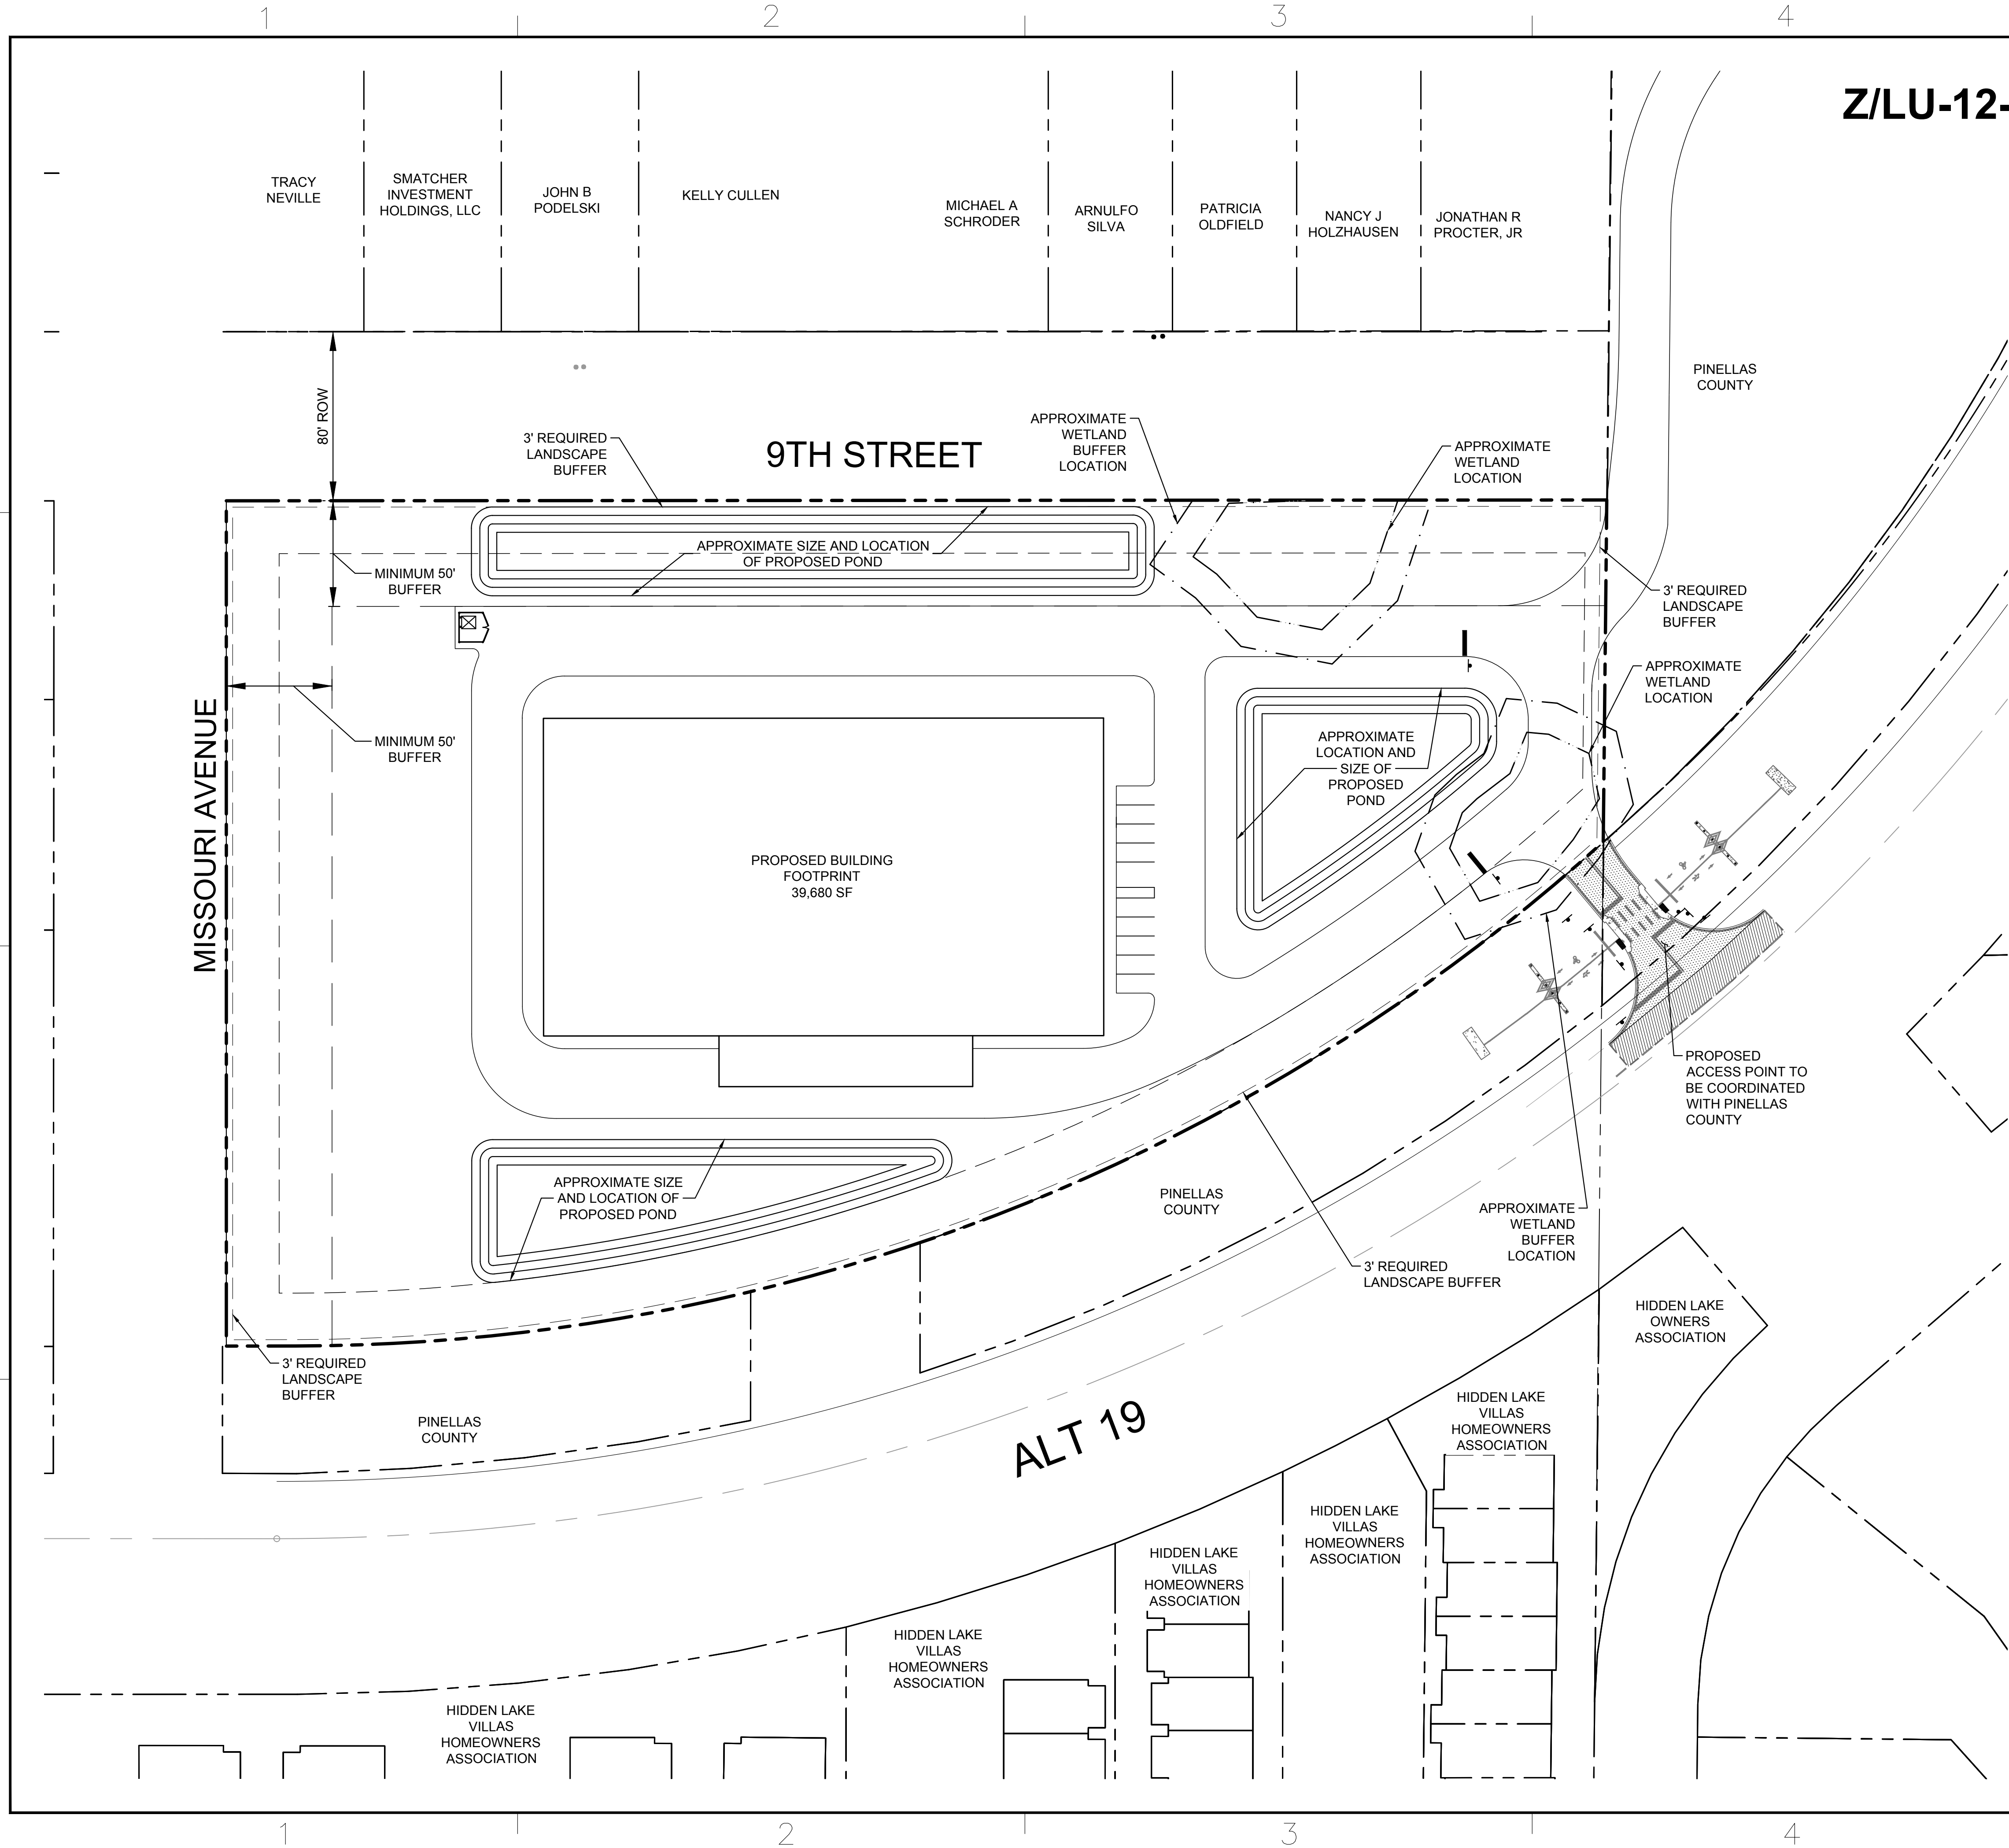 1 2 3 4
Z/LU-12-
TRACY
NEVILLE
SMATCHER
INVESTMENT
HOLDINGS, LLC
JOHN B
PODELSKI
KELLY CULLEN
MICHAEL A
SCHRODER
ARNULFO
SILVA
PATRICIA
OLDFIELD
NANCY J
HOLZHAUSEN
JONATHAN R
PROCTER, JR
PINELLAS
COUNTY
80' ROW
3' REQUIRED
LANDSCAPE
BUFFER
9TH STREET
APPROXIMATE
WETLAND
BUFFER
LOCATION
APPROXIMATE
WETLAND
LOCATION
APPROXIMATE SIZE AND LOCATION
OF PROPOSED POND
MINIMUM 50'
BUFFER
3' REQUIRED
LANDSCAPE
BUFFER
APPROXIMATE
WETLAND
LOCATION
MISSOURI AVENUE
MINIMUM 50'
BUFFER
APPROXIMATE
LOCATION AND
SIZE OF
PROPOSED
POND
PROPOSED BUILDING
FOOTPRINT
39,680 SF
PROPOSED
ACCESS POINT TO
BE COORDINATED
WITH PINELLAS
COUNTY
APPROXIMATE SIZE
AND LOCATION OF
PROPOSED POND
PINELLAS
COUNTY
APPROXIMATE
WETLAND
BUFFER
LOCATION
3' REQUIRED
LANDSCAPE BUFFER
HIDDEN LAKE
OWNERS
ASSOCIATION
3' REQUIRED
LANDSCAPE
BUFFER
PINELLAS
COUNTY
ALT 19
HIDDEN LAKE
VILLAS
HOMEOWNERS
ASSOCIATION
HIDDEN LAKE
VILLAS
HOMEOWNERS
ASSOCIATION
HIDDEN LAKE
VILLAS
HOMEOWNERS
ASSOCIATION
HIDDEN LAKE
VILLAS
HOMEOWNERS
ASSOCIATION
HIDDEN LAKE
VILLAS
HOMEOWNERS
ASSOCIATION
1 2 3 4